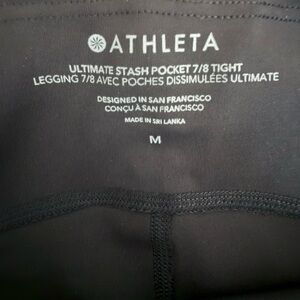 ATHLETA
ULTIMATE STASH POCKET 7/8 TIGHT
LEGGING 7/8 AVEC POCHES DISSIMULÉES ULTIMATE
DESIGNED IN SAN FRANCISCO
CONÇU À SAN FRANCISCO
MADE IN SRI LANKA
M